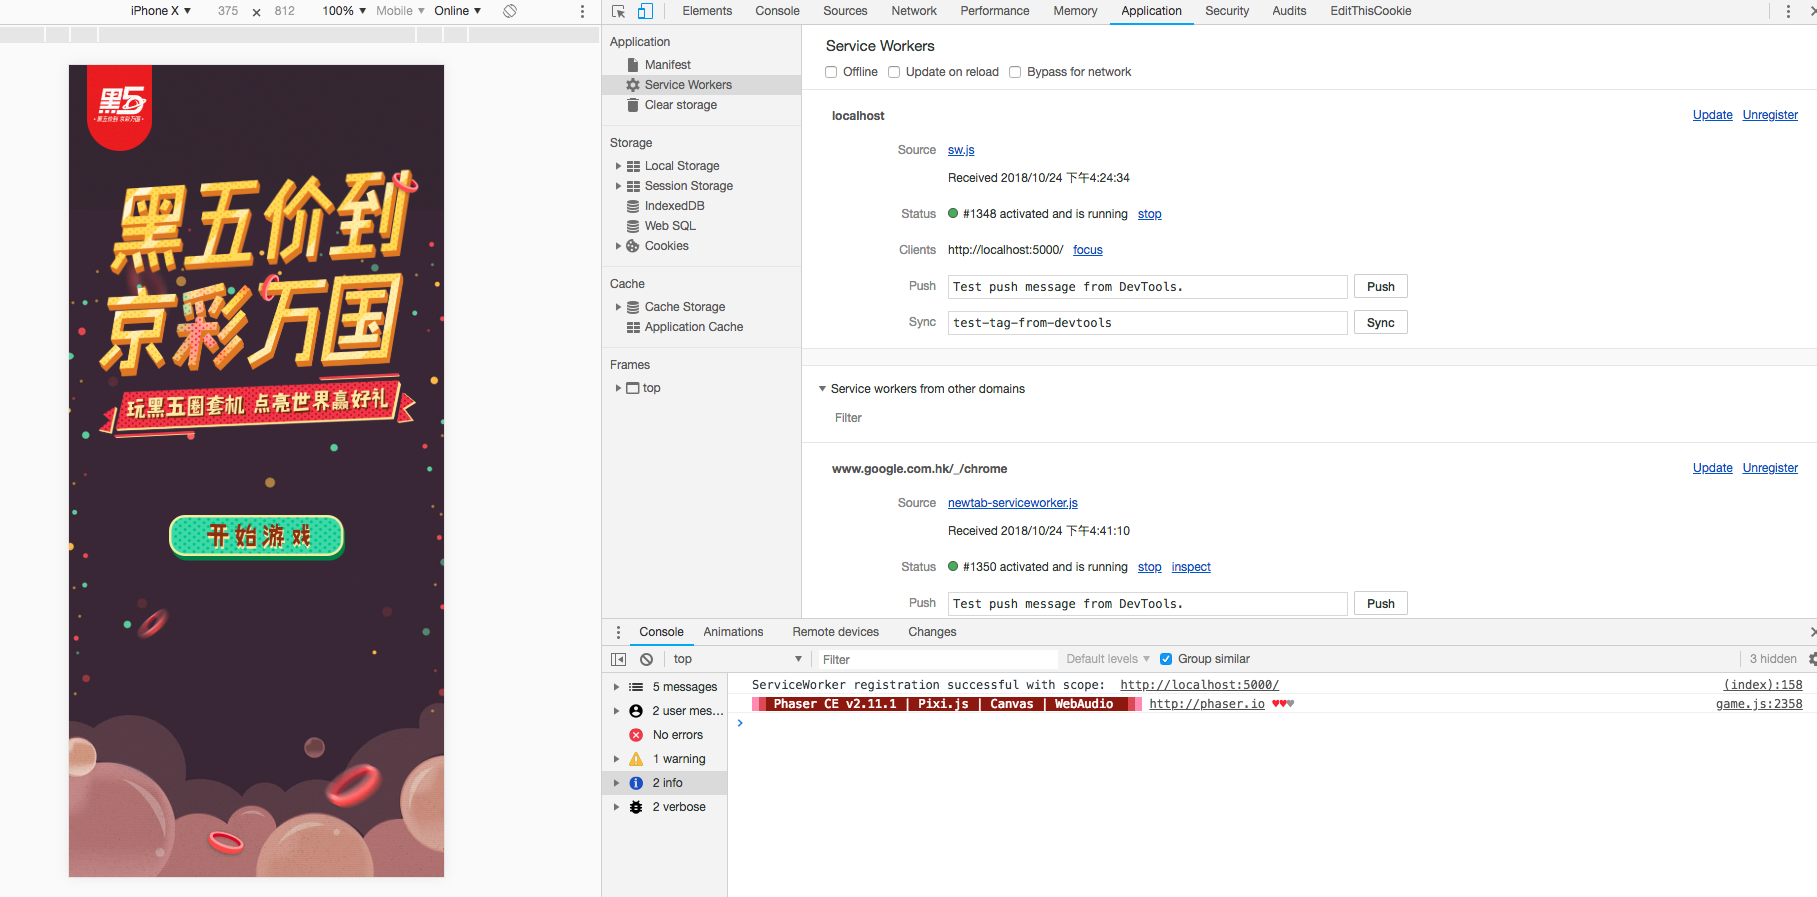 iPhone X ▼ 375 × 812 100% ▼ Mobile ▼ Online ▼
黑5
黑五价到 京彩万国
黑五价到
京彩万国
玩黑五圈套机 点亮世界赢好礼
开始游戏
Elements Console Sources Network Performance Memory Application Security Audits EditThisCookie
Application
Manifest
Service Workers
Clear storage
Storage
Local Storage
Session Storage
IndexedDB
Web SQL
Cookies
Cache
Cache Storage
Application Cache
Frames
top
Service Workers
Offline Update on reload Bypass for network
localhost Update Unregister
Source sw.js
Received 2018/10/24 下午4:24:34
Status #1348 activated and is running stop
Clients http://localhost:5000/ focus
Push Test push message from DevTools. Push
Sync test-tag-from-devtools Sync
Service workers from other domains
Filter
www.google.com.hk/_/chrome Update Unregister
Source newtab-serviceworker.js
Received 2018/10/24 下午4:41:10
Status #1350 activated and is running stop inspect
Push Test push message from DevTools. Push
Console Animations Remote devices Changes
top ▼ Filter Default levels ▼ Group similar 3 hidden
5 messages
2 user mes...
No errors
1 warning
2 info
2 verbose
ServiceWorker registration successful with scope: http://localhost:5000/ (index):158
Phaser CE v2.11.1 | Pixi.js | Canvas | WebAudio http://phaser.io ♥♥♥ game.js:2358